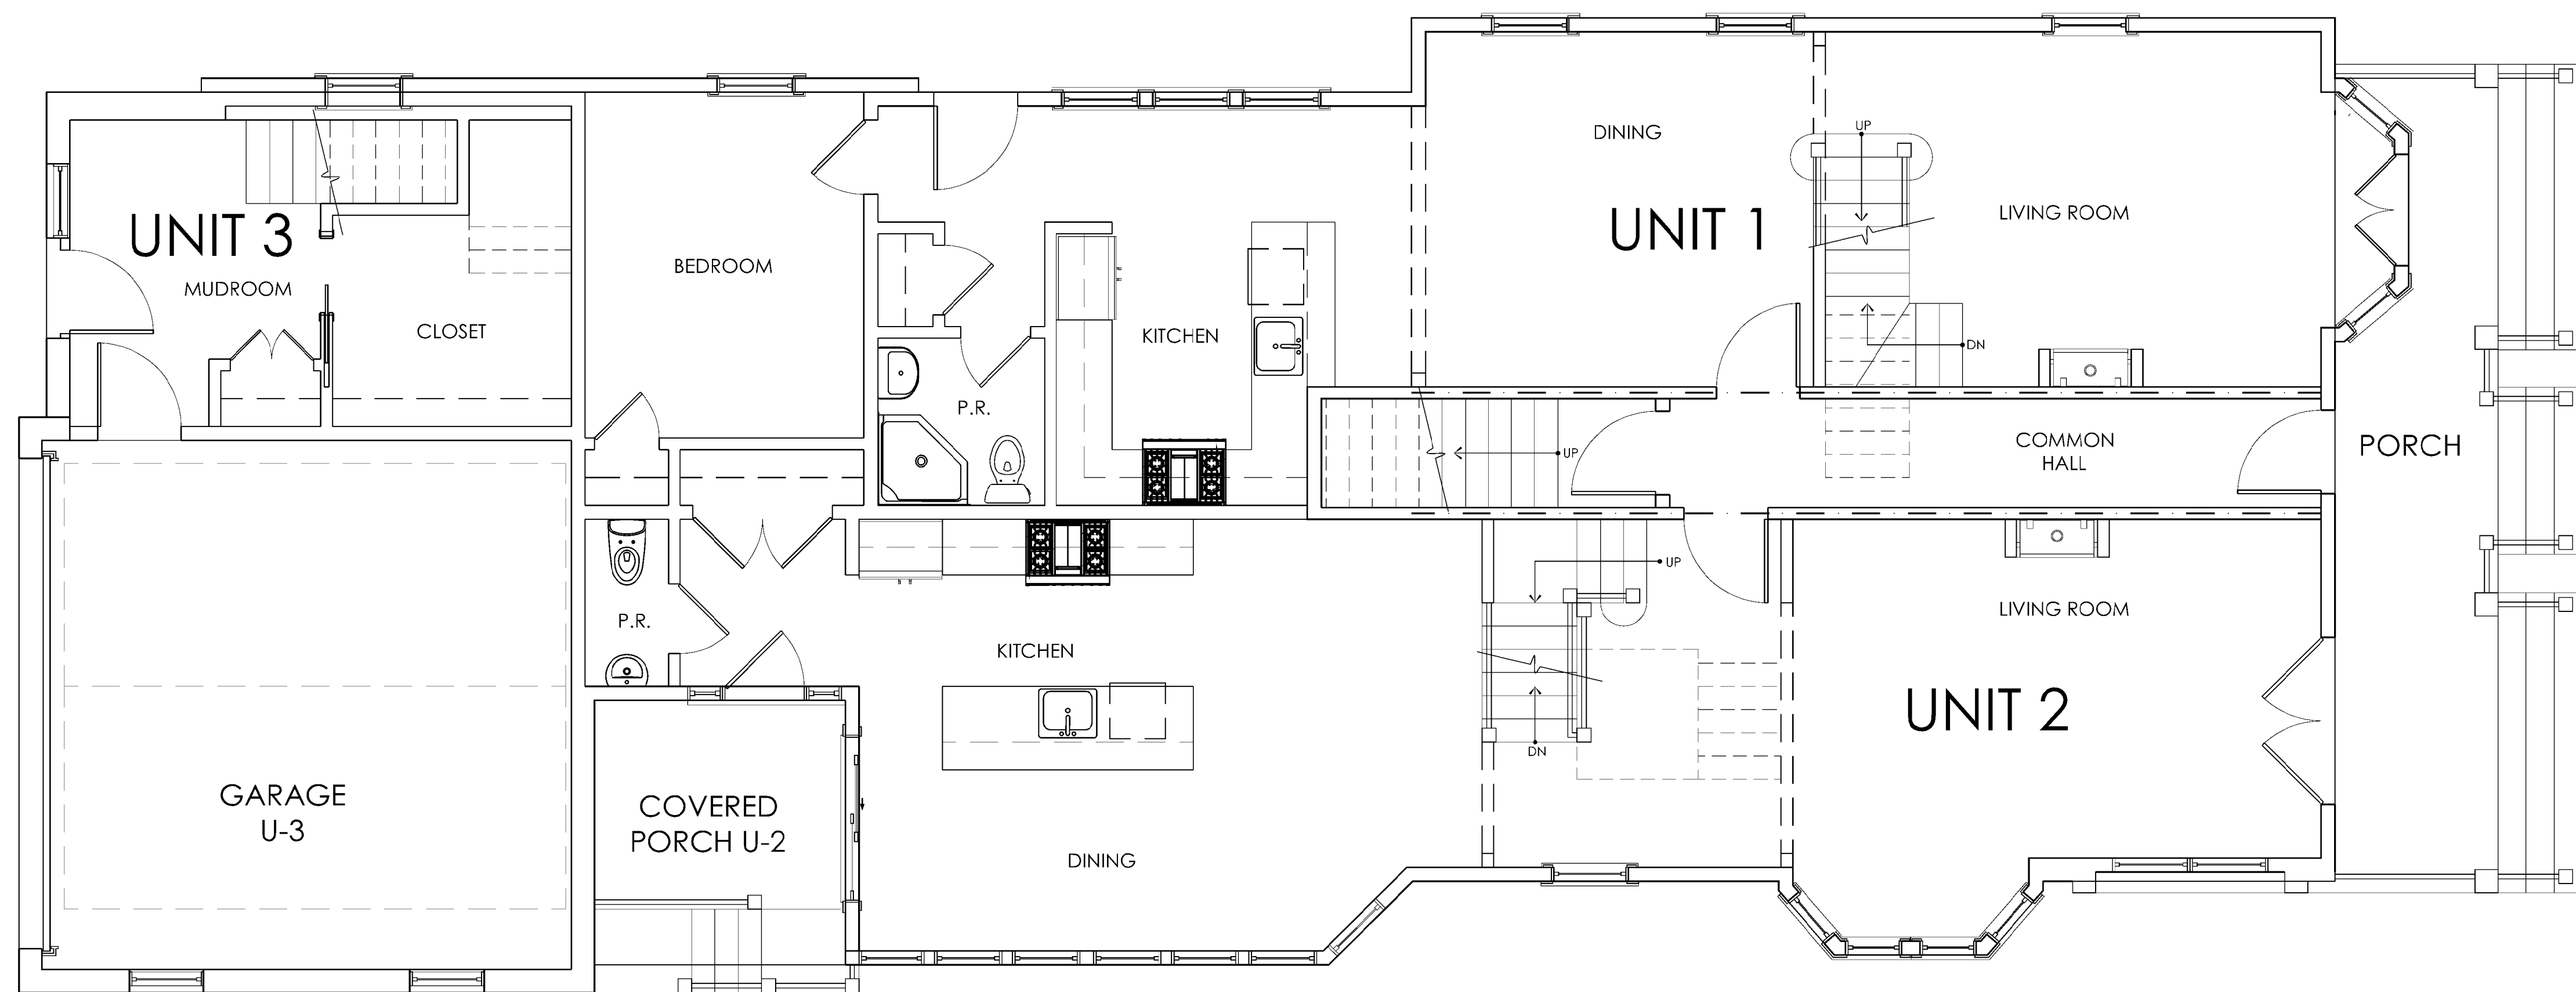 UP
DINING
UNIT 1
LIVING ROOM
UNIT 3
MUDROOM
BEDROOM
CLOSET
KITCHEN
DN
P.R.
UP
COMMON
HALL
PORCH
UP
P.R.
KITCHEN
LIVING ROOM
UNIT 2
DN
GARAGE
U-3
COVERED
PORCH U-2
DINING